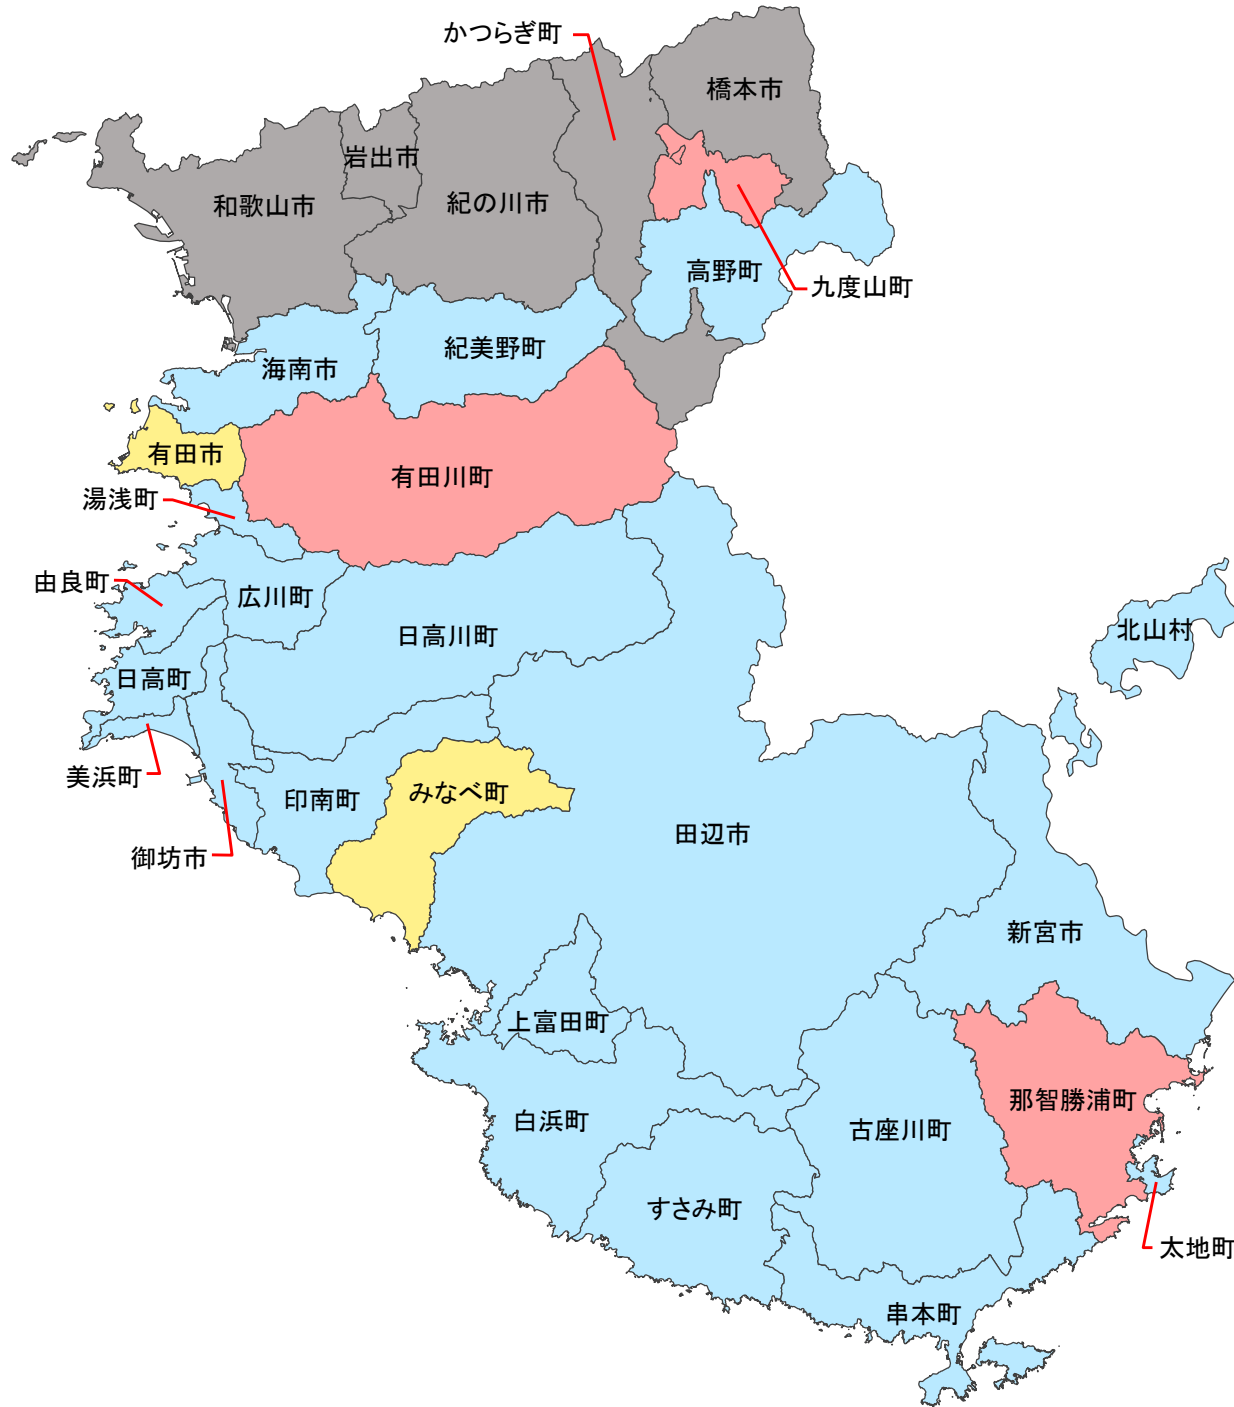 かつらぎ町
橋本市
岩出市
和歌山市
紀の川市
高野町
九度山町
紀美野町
海南市
有田市
有田川町
湯浅町
由良町
広川町
日高川町
北山村
日高町
美浜町
印南町
みなべ町
田辺市
御坊市
新宮市
上富田町
那智勝浦町
白浜町
古座川町
すさみ町
太地町
串本町